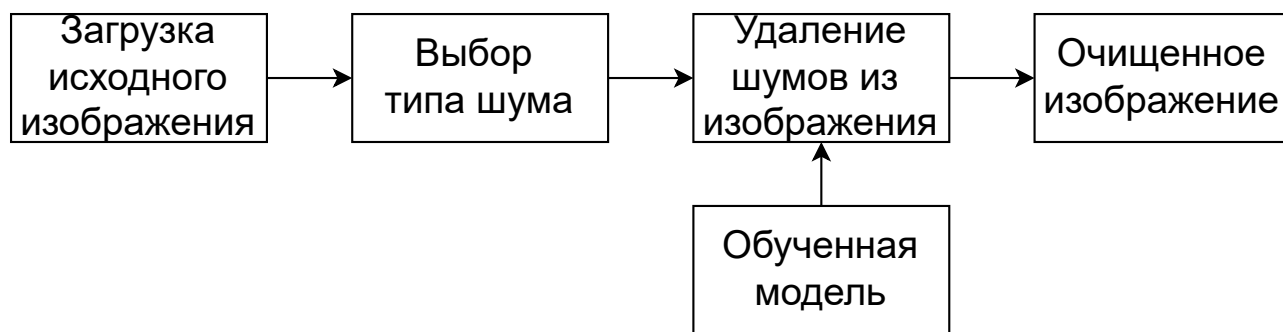 Загрузка
исходного
изображения
Выбор
типа шума
Удаление
шумов из
изображения
Очищенное
изображение
Обученная
модель